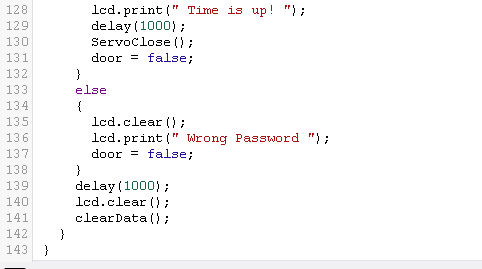 128 lcd.print(" Time is up! ");
129 delay(1000);
130 ServoClose();
131 door = false;
132 }
133 else
134 {
135 lcd.clear();
136 lcd.print(" Wrong Password ");
137 door = false;
138 }
139 delay(1000);
140 lcd.clear();
141 clearData();
142 }
143 }